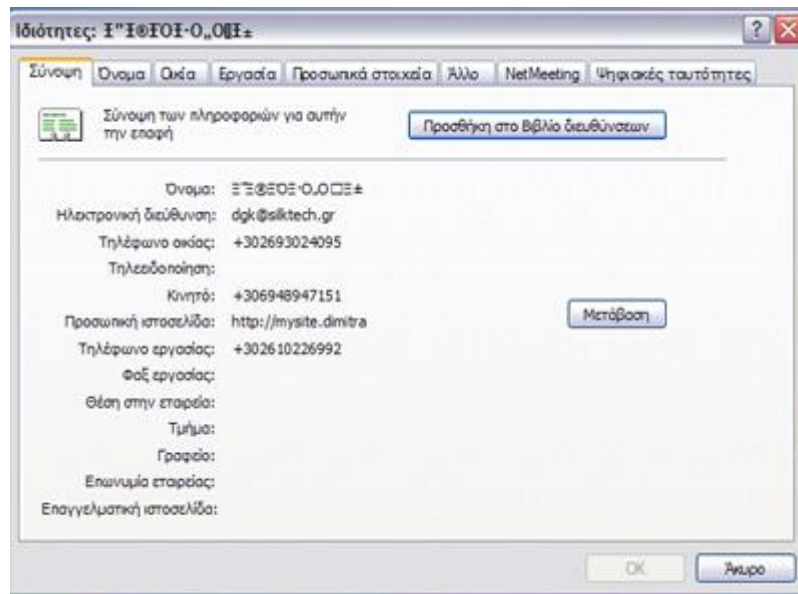 Ιδιότητες:
Σύνοψη Όνομα Οικία Εργασία Προσωπικά στοιχεία Άλλο NetMeeting Ψηφιακές ταυτότητες
Σύνοψη των πληροφοριών για αυτήν
την επαφή
Προσθήκη στο Βιβλίο διευθύνσεων
Όνομα:
Ηλεκτρονική διεύθυνση: dgk@silktech.gr
Τηλέφωνο οικίας: +302693024095
Τηλεειδοποίηση:
Κινητό: +306948947151
Προσωπική ιστοσελίδα: http://mysite.dimitra Μετάβαση
Τηλέφωνο εργασίας: +302610226992
Φαξ εργασίας:
Θέση στην εταιρεία:
Τμήμα:
Γραφείο:
Επωνυμία εταιρείας:
Επαγγελματική ιστοσελίδα:
OK Άκυρο